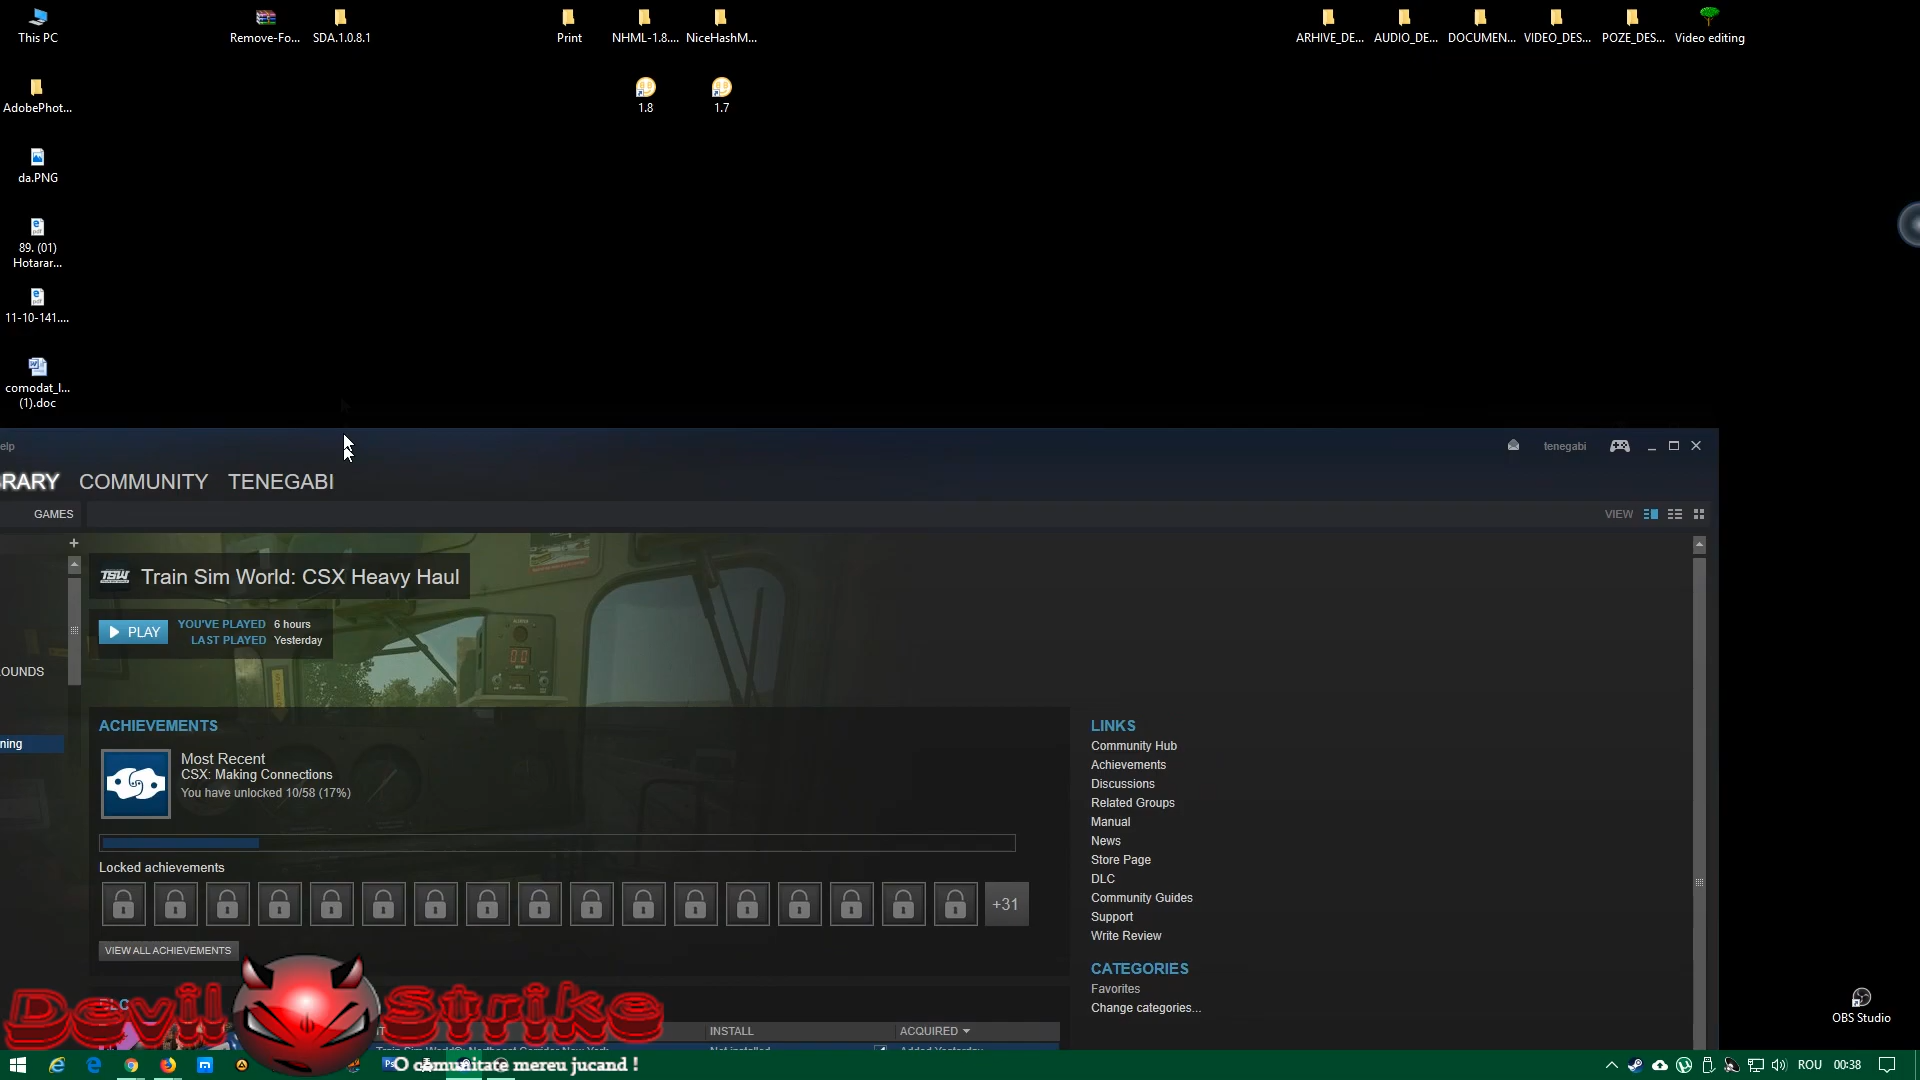 This PC
Remove-Fo...
SDA.1.0.8.1
Print
NHML-1.8....
NiceHashM...
ARHIVE_DE...
AUDIO_DE...
DOCUMEN...
VIDEO_DES...
POZE_DES...
Video editing
AdobePhot...
1.8
1.7
da.PNG
89. (01)
Hotarar...
11-10-141....
comodat_l...
(1).doc
elp
tenegabi
RARY COMMUNITY TENEGABI
GAMES
VIEW
+
TSW Train Sim World: CSX Heavy Haul
PLAY
YOU'VE PLAYED 6 hours
LAST PLAYED Yesterday
OUNDS
ning
ACHIEVEMENTS
Most Recent
CSX: Making Connections
You have unlocked 10/58 (17%)
Locked achievements
+31
VIEW ALL ACHIEVEMENTS
LINKS
Community Hub
Achievements
Discussions
Related Groups
Manual
News
Store Page
DLC
Community Guides
Support
Write Review
CATEGORIES
Favorites
Change categories...
DLC
INSTALL
ACQUIRED
Devil Strike
O comunitate mereu jucand !
OBS Studio
ROU
00:38